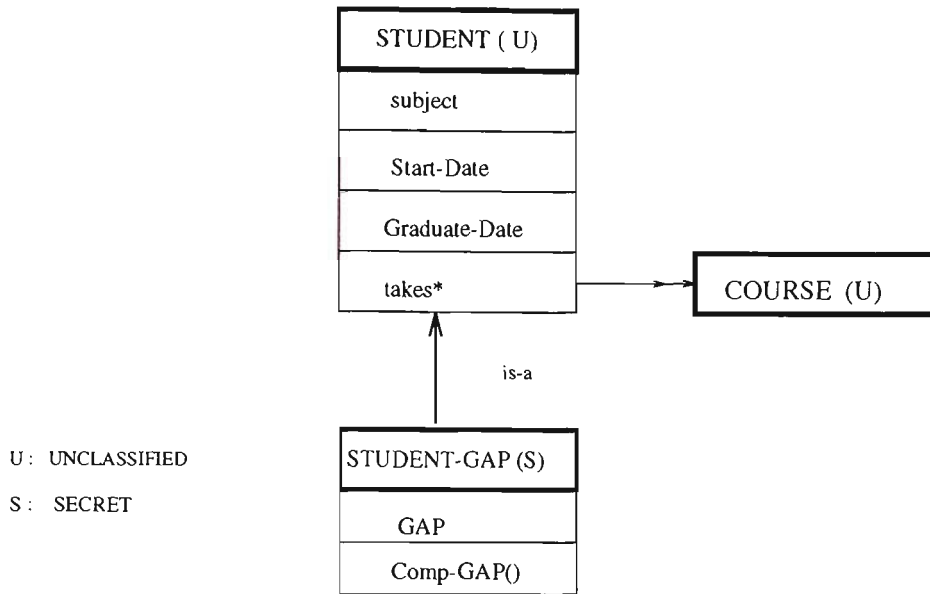 STUDENT ( U)
subject
Start-Date
Graduate-Date
takes*
COURSE (U)
is-a
U : UNCLASSIFIED
S : SECRET
STUDENT-GAP (S)
GAP
Comp-GAP()